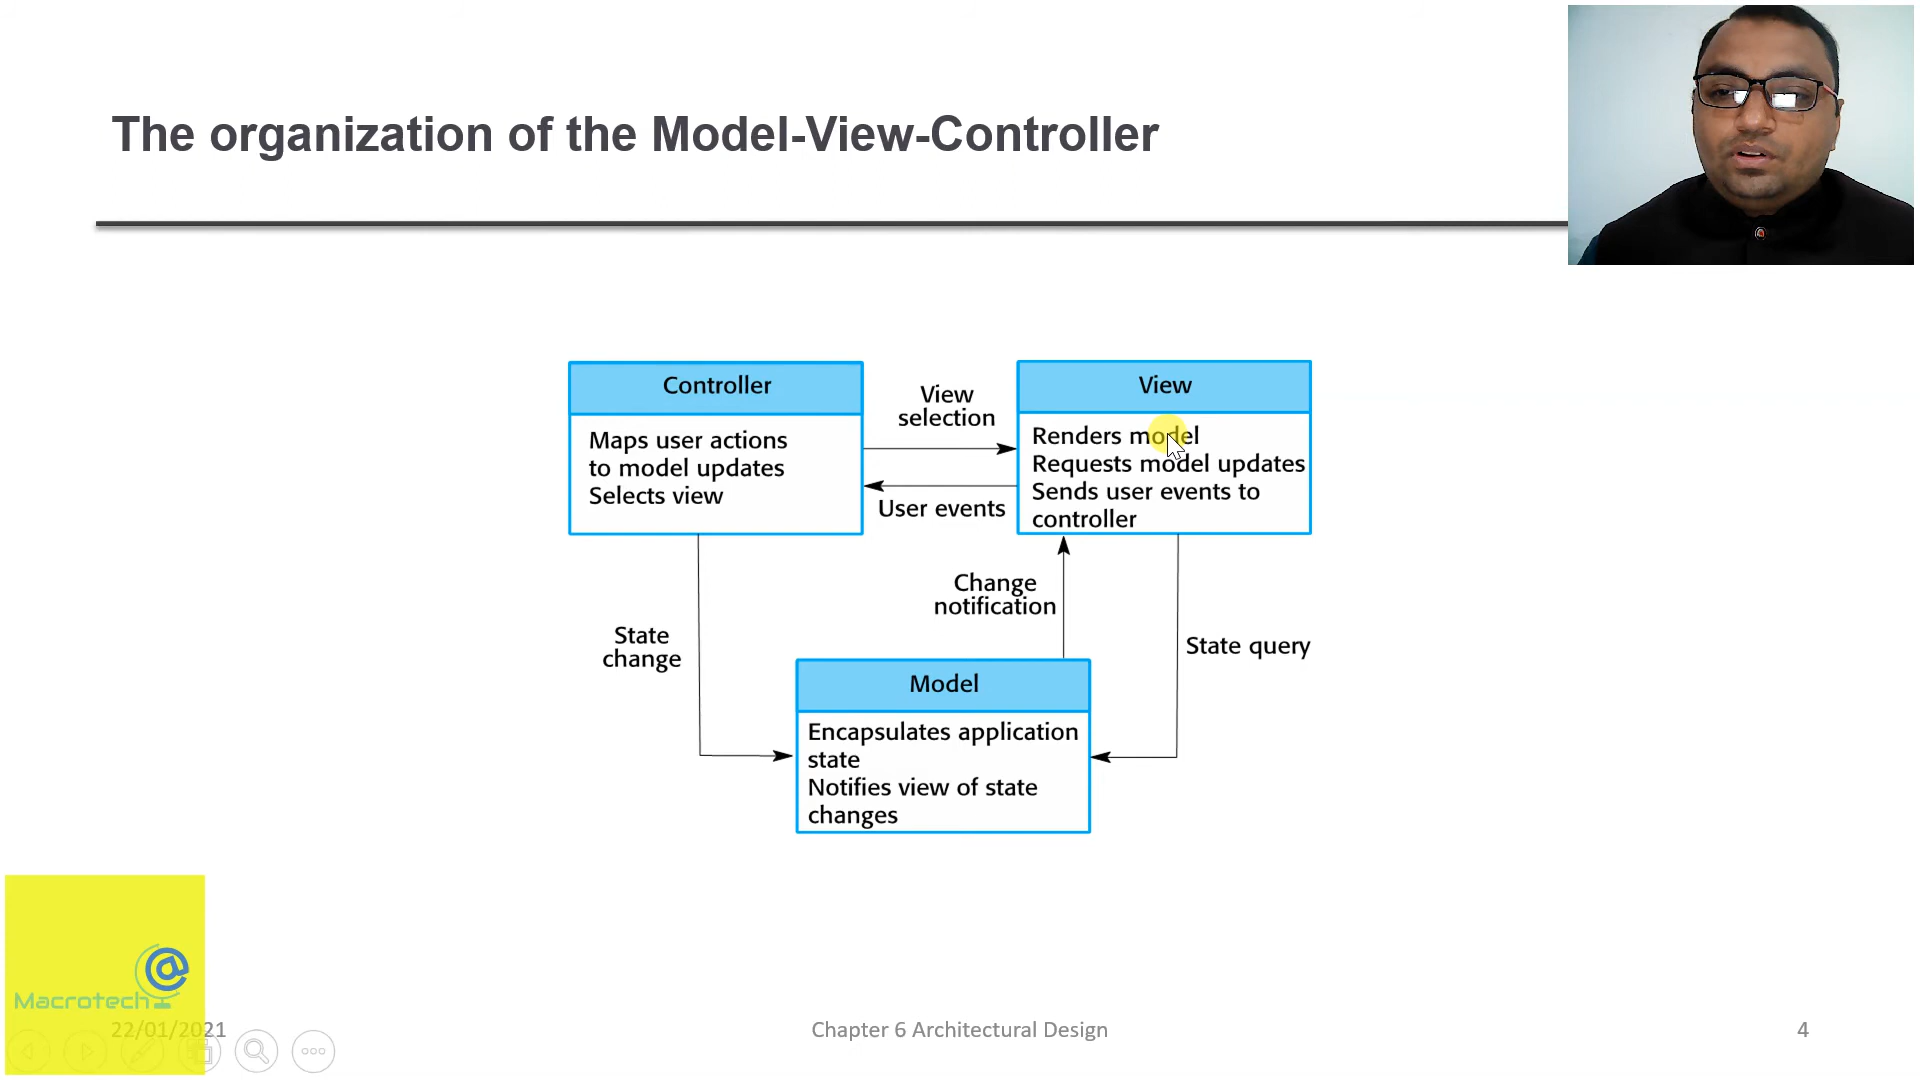 The organization of the Model-View-Controller
Controller
Maps user actions
to model updates
Selects view
View
selection
User events
View
Renders model
Requests model updates
Sends user events to
controller
State
change
Change
notification
State query
Model
Encapsulates application
state
Notifies view of state
changes
@
Macrotech
22/01/2021
Chapter 6 Architectural Design
4